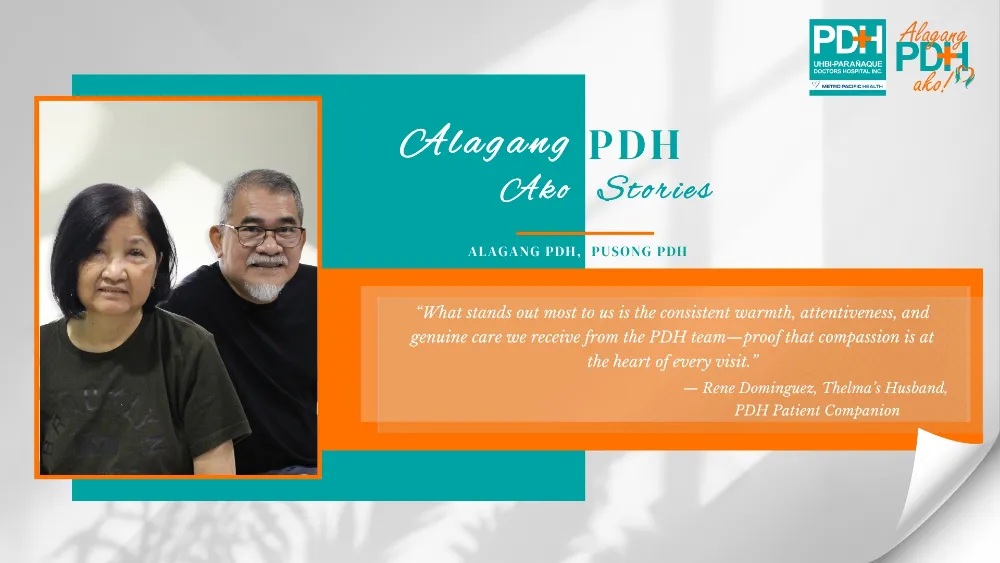 PDH
UHBI-PARAÑAQUE
DOCTORS HOSPITAL INC.
METRO PACIFIC HEALTH
Alagang
PDH
ako!
Alagang PDH
Ako Stories
ALAGANG PDH, PUSONG PDH
“What stands out most to us is the consistent warmth, attentiveness, and
genuine care we receive from the PDH team—proof that compassion is at
the heart of every visit.”
— Rene Dominguez, Thelma’s Husband,
PDH Patient Companion